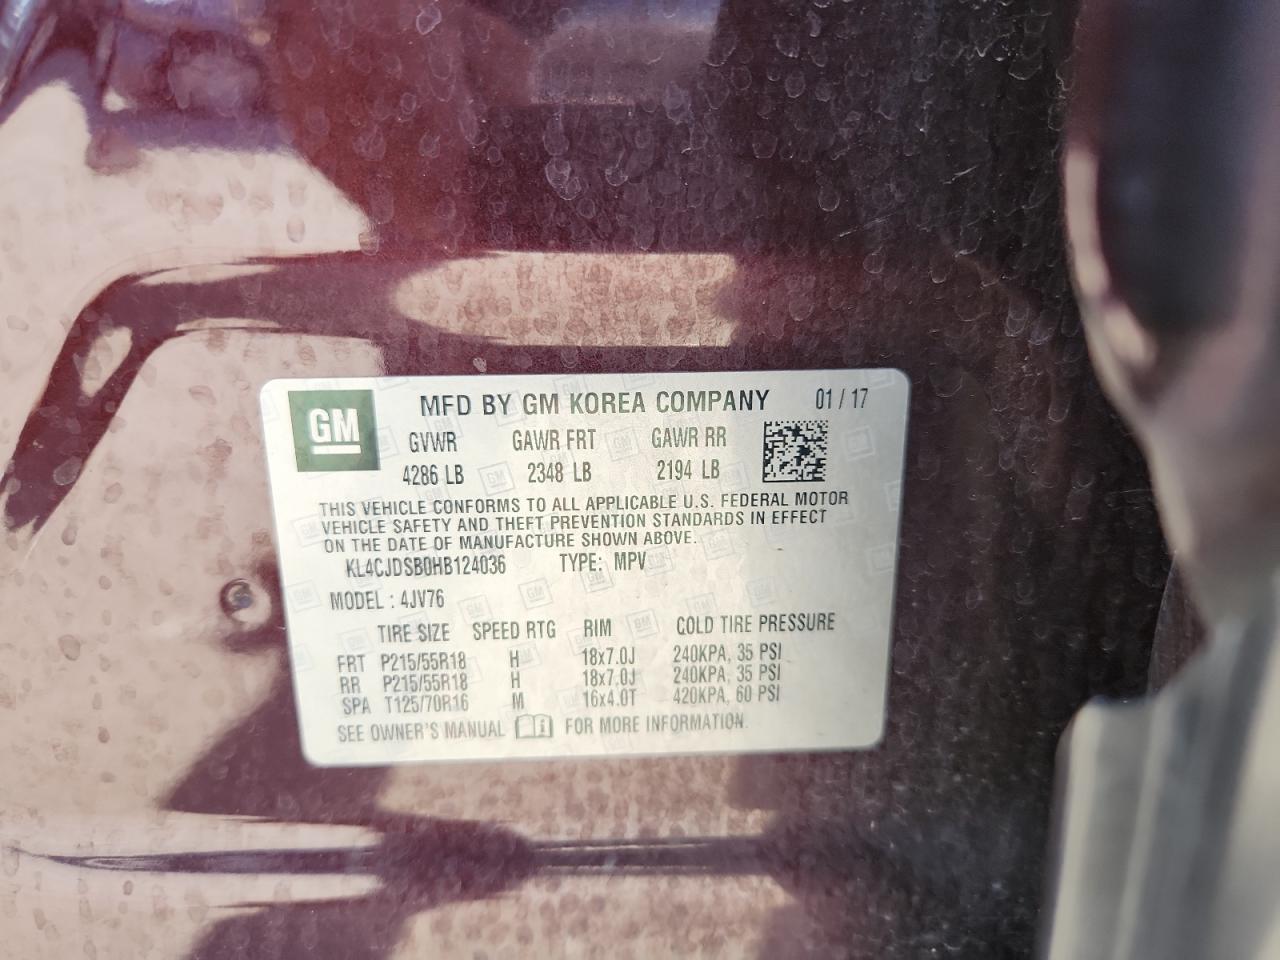 GM
MFD BY GM KOREA COMPANY 01 / 17
GVWR GAWR FRT GAWR RR
4286 LB 2348 LB 2194 LB
THIS VEHICLE CONFORMS TO ALL APPLICABLE U.S. FEDERAL MOTOR
VEHICLE SAFETY AND THEFT PREVENTION STANDARDS IN EFFECT
ON THE DATE OF MANUFACTURE SHOWN ABOVE.
KL4CJDSB0HB124036 TYPE: MPV
MODEL : 4JV76
TIRE SIZE SPEED RTG RIM COLD TIRE PRESSURE
FRT P215/55R18 H 18x7.0J 240KPA, 35 PSI
RR P215/55R18 H 18x7.0J 240KPA, 35 PSI
SPA T125/70R16 M 16x4.0T 420KPA, 60 PSI
SEE OWNER'S MANUAL FOR MORE INFORMATION.